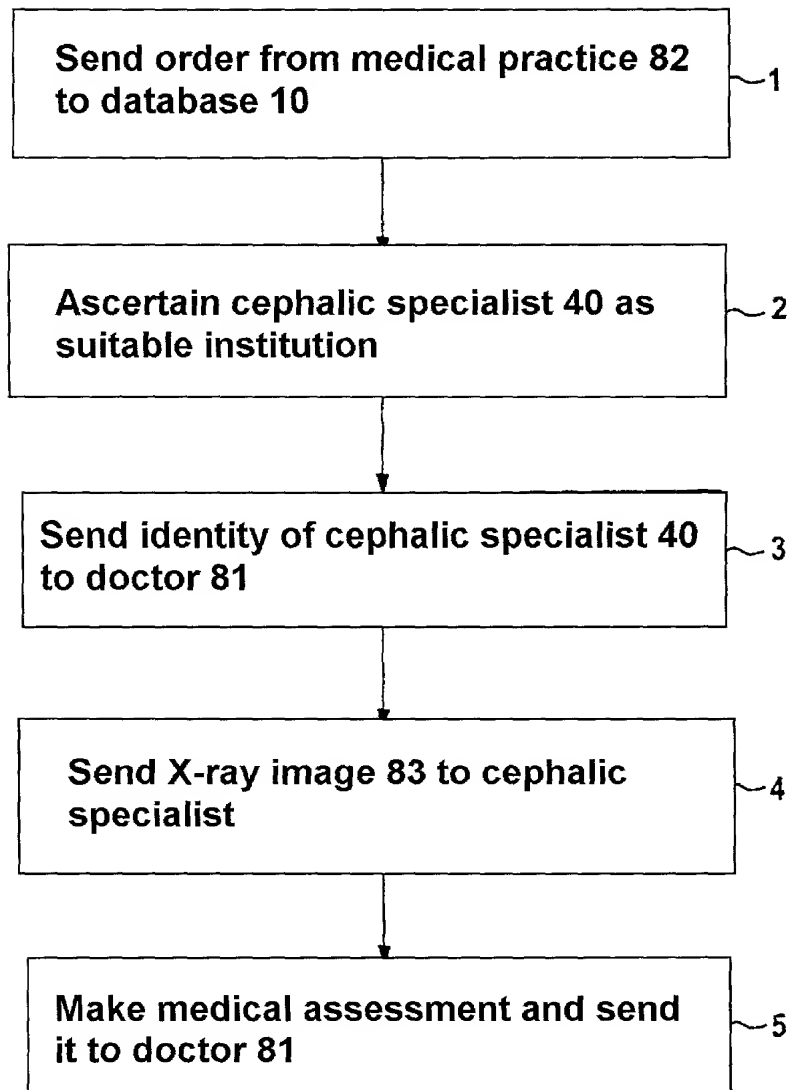 Send order from medical practice 82
to database 10
1
Ascertain cephalic specialist 40 as
suitable institution
2
Send identity of cephalic specialist 40
to doctor 81
3
Send X-ray image 83 to cephalic
specialist
4
Make medical assessment and send
it to doctor 81
5